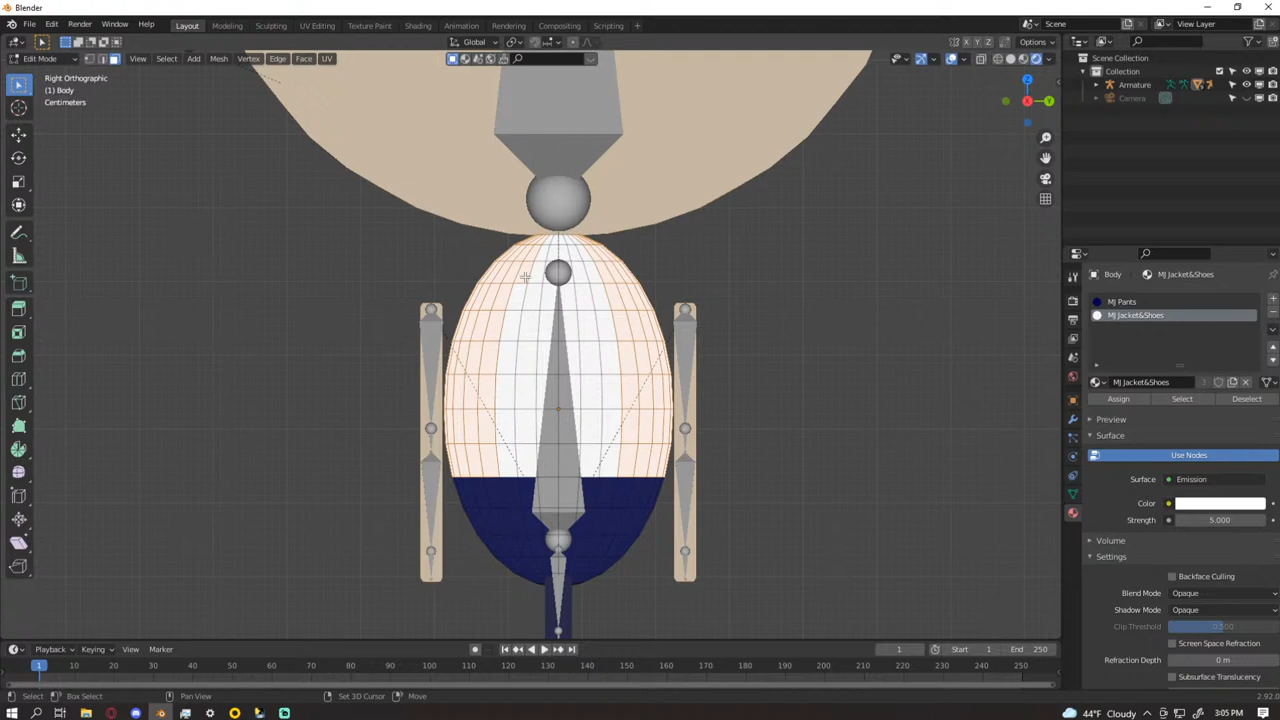 Blender
File Edit Render Window Help Layout Modeling Sculpting UV Editing Texture Paint Shading Animation Compositing Rendering Scripting + Scene View Layer
Global Options
Edit Mode View Select Add Mesh Vertex Edge Face UV X Y Z
Right Orthographic
(1) Body
Centimeters
Z
X
Y
Scene Collection
Collection
Armature
Camera
Body MJ Jacket&Shoes
MJ Pants
MJ Jacket&Shoes
MJ Jacket&Shoes
Assign Select Deselect
Preview
Surface
Use Nodes
Surface Emission
Color
Strength 5.000
Volume
Settings
Backface Culling
Blend Mode Opaque
Shadow Mode Opaque
Clip Threshold 0.500
Screen Space Refraction
Refraction Depth 0 m
Subsurface Translucency
Playback Keying View Marker 1 Start 1 End 250
1 10 20 30 40 50 60 70 80 90 100 110 120 130 140 150 160 170 180 190 200 210 220 230 240 250
Select Box Select Pan View Set 3D Cursor Move 2.92.0
44°F Cloudy 3:05 PM